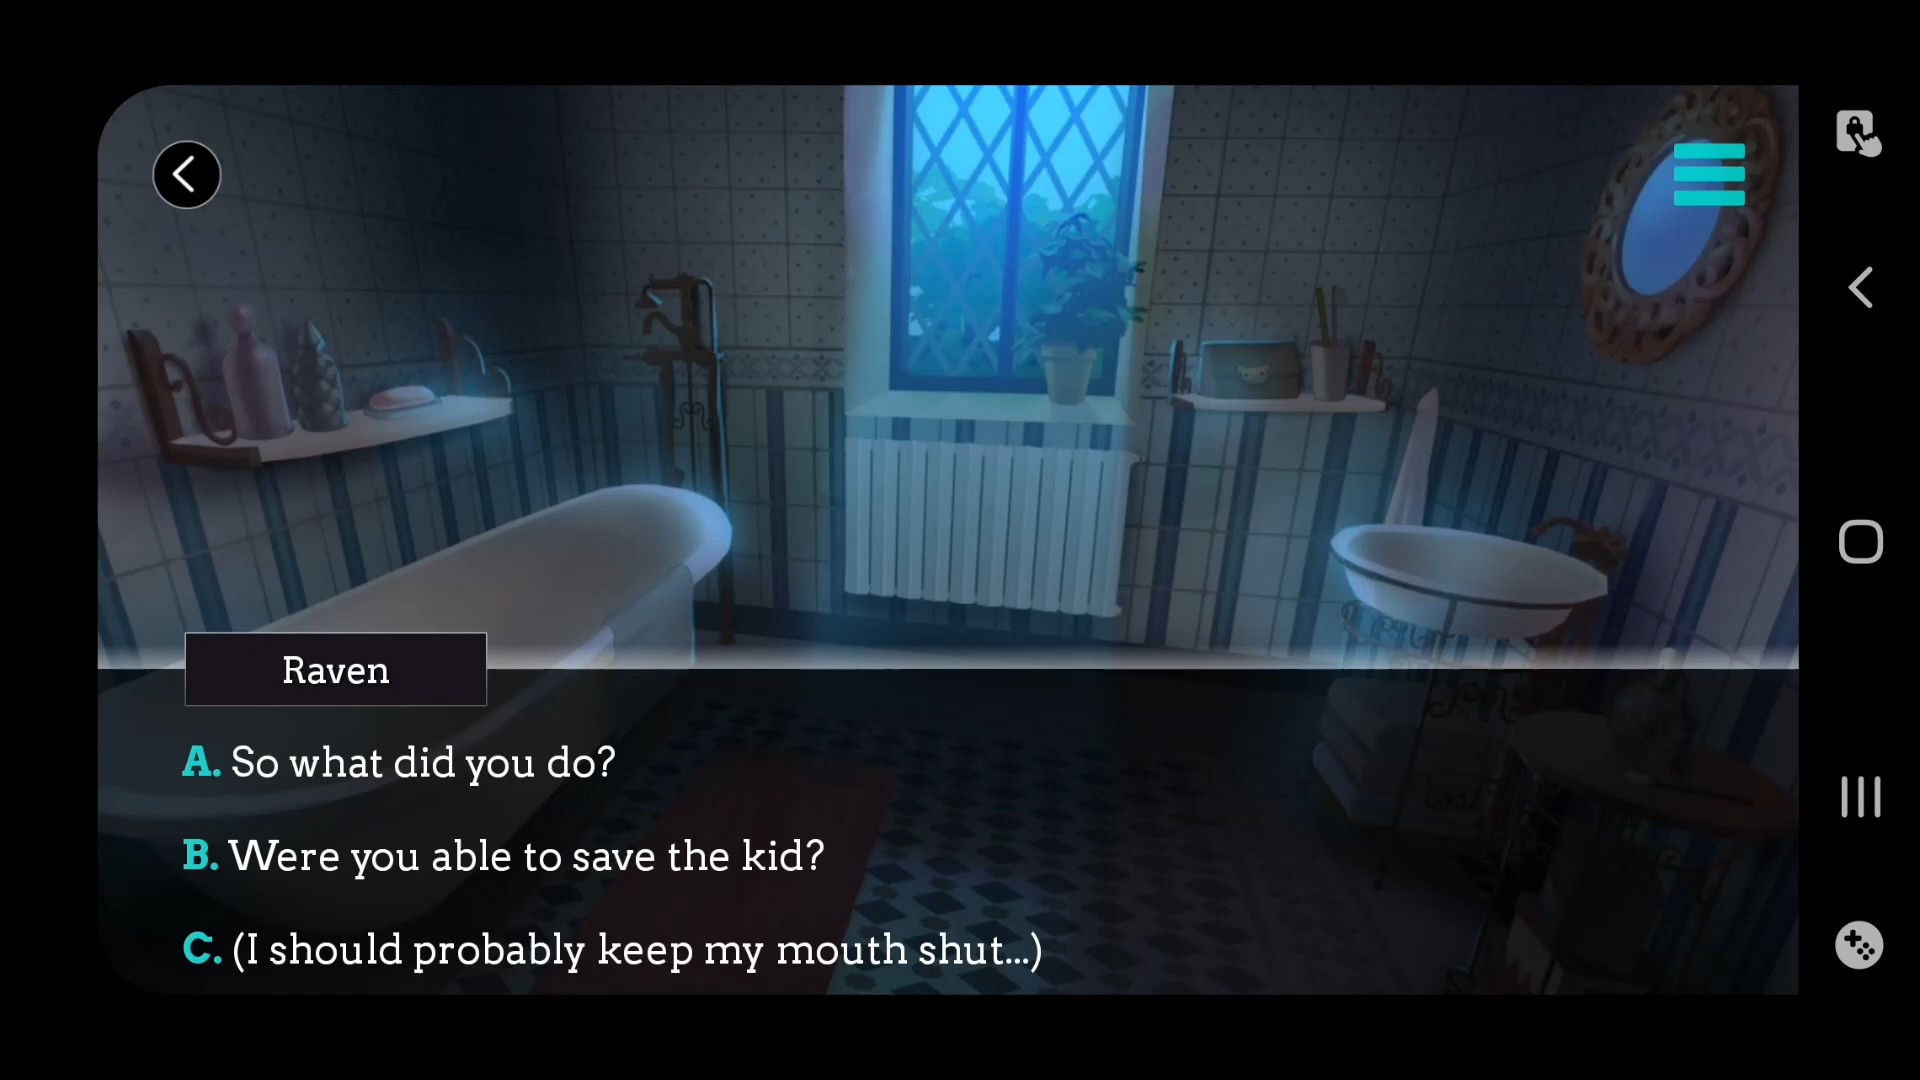 Raven
A. So what did you do?
B. Were you able to save the kid?
C. (I should probably keep my mouth shut...)